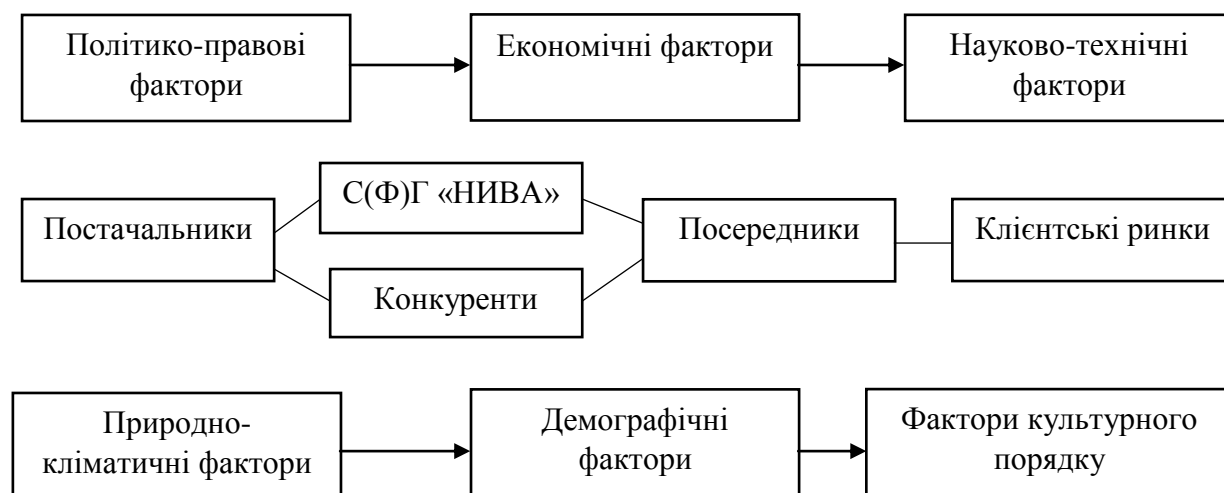 Політико-правові
фактори
Економічні фактори
Науково-технічні
фактори
С(Ф)Г «НИВА»
Постачальники
Посередники
Клієнтські ринки
Конкуренти
Природно-
кліматичні фактори
Демографічні
фактори
Фактори культурного
порядку